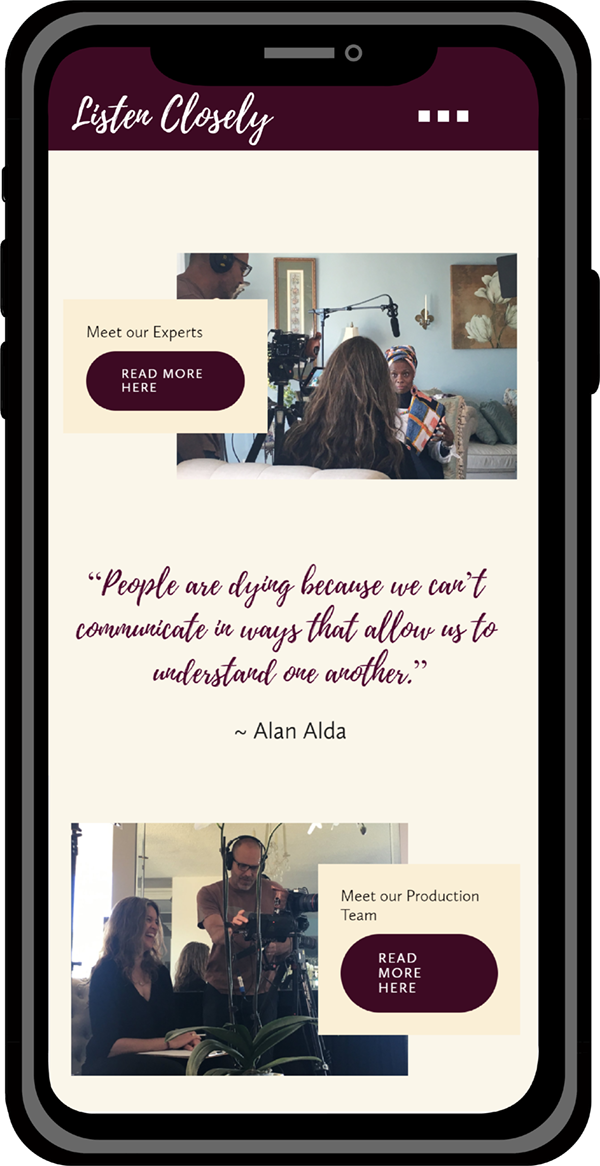 Listen Closely
Meet our Experts
READ MORE
HERE
“People are dying because we can’t
communicate in ways that allow us to
understand one another.”
~ Alan Alda
Meet our Production
Team
READ
MORE
HERE